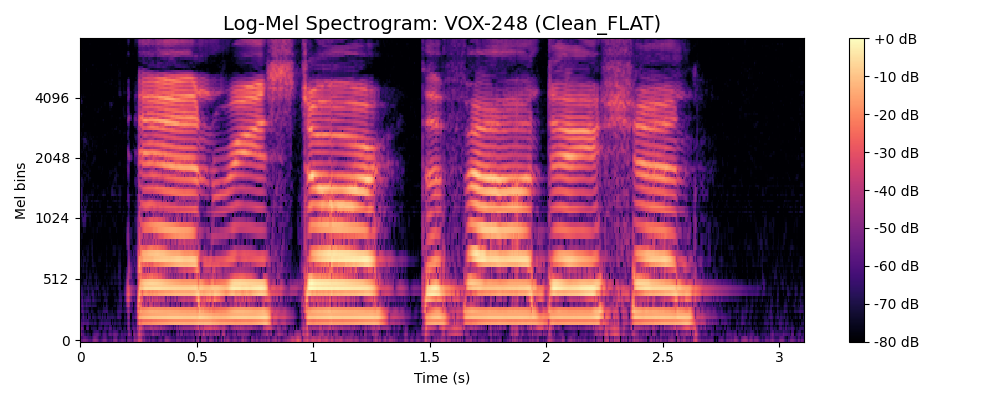 Log-Mel Spectrogram: VOX-248 (Clean_FLAT)
Mel bins
4096
2048
1024
512
0
0 0.5 1 1.5 2 2.5 3
Time (s)
+0 dB
-10 dB
-20 dB
-30 dB
-40 dB
-50 dB
-60 dB
-70 dB
-80 dB